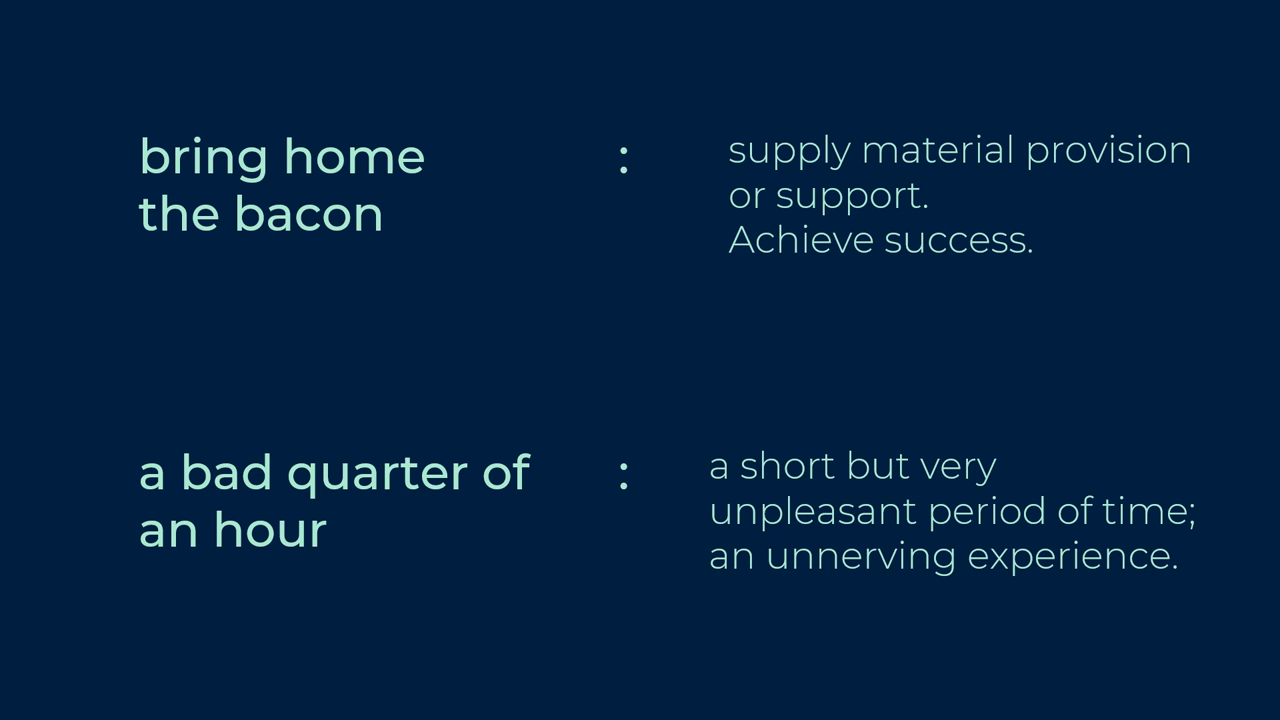 bring home
the bacon
:
supply material provision
or support.
Achieve success.
a bad quarter of
an hour
:
a short but very
unpleasant period of time;
an unnerving experience.